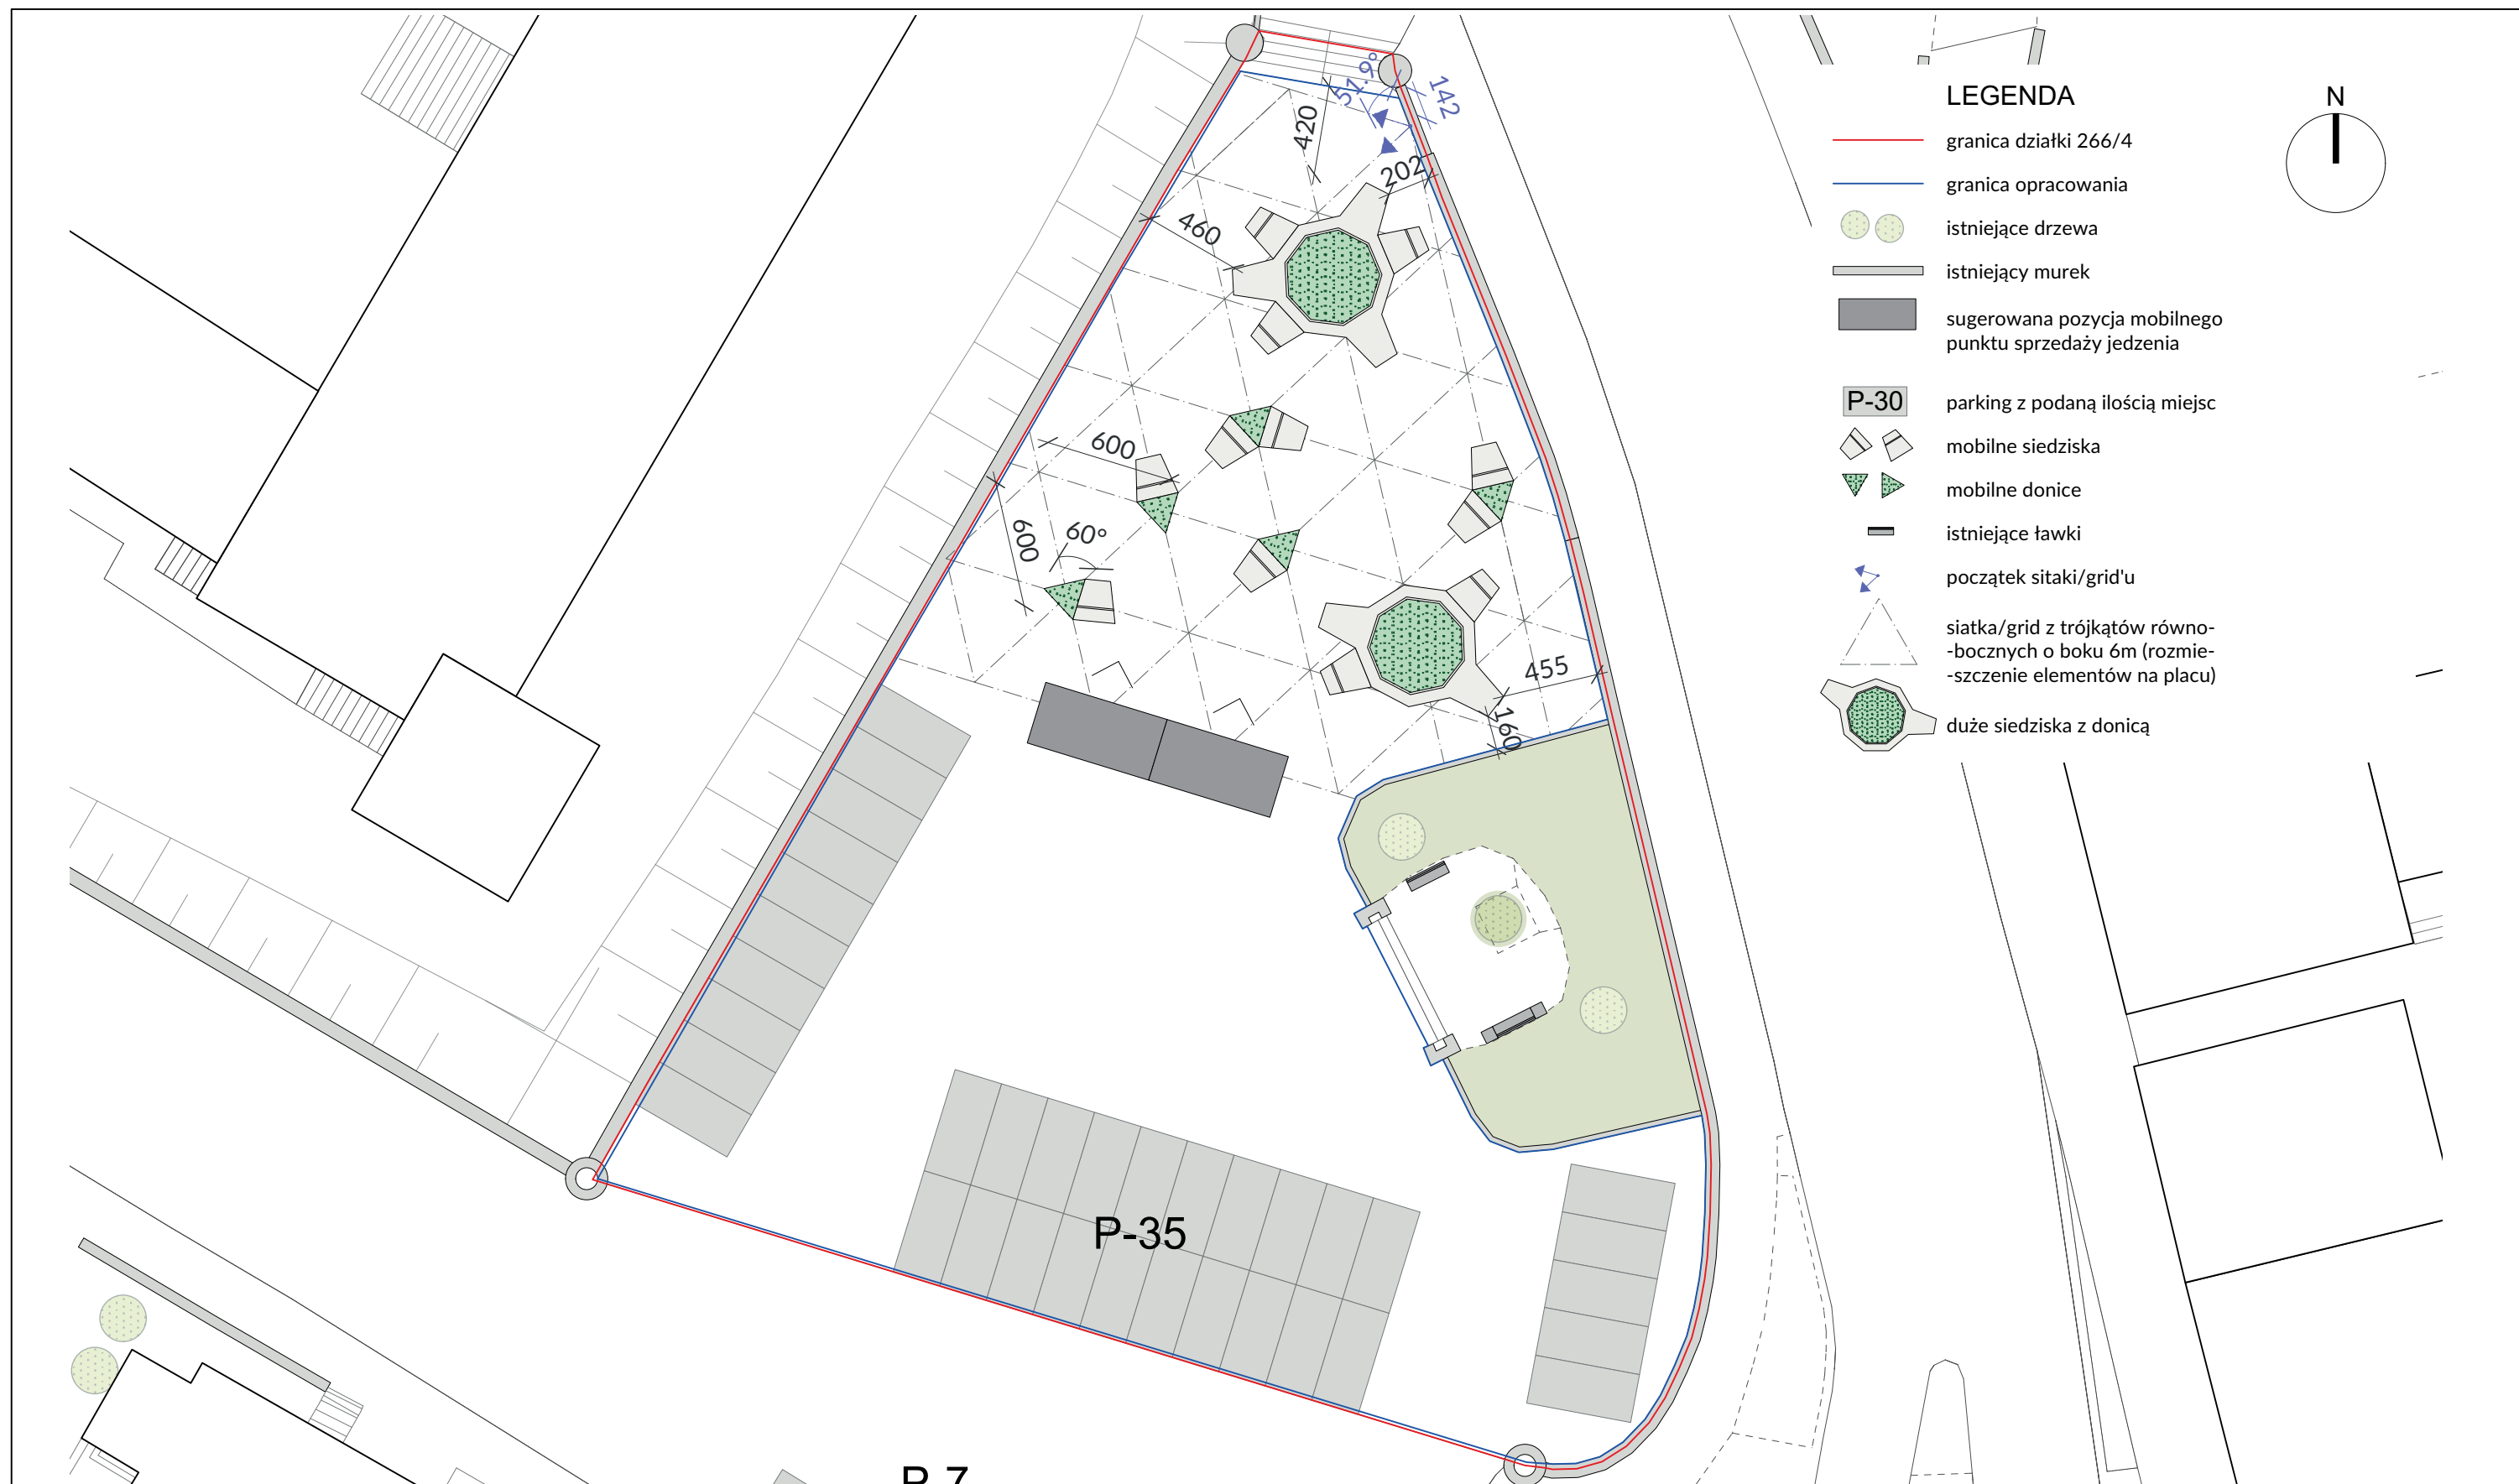 51.9°
142
420
202
460
600
600
60°
455
160
P-35
LEGENDA
granica działki 266/4
granica opracowania
istniejące drzewa
istniejący murek
sugerowana pozycja mobilnego
punktu sprzedaży jedzenia
P-30
parking z podaną ilością miejsc
mobilne siedziska
mobilne donice
istniejące ławki
początek sitaki/grid'u
siatka/grid z trójkątów równo-
-bocznych o boku 6m (rozmie-
-szczenie elementów na placu)
duże siedziska z donicą
N